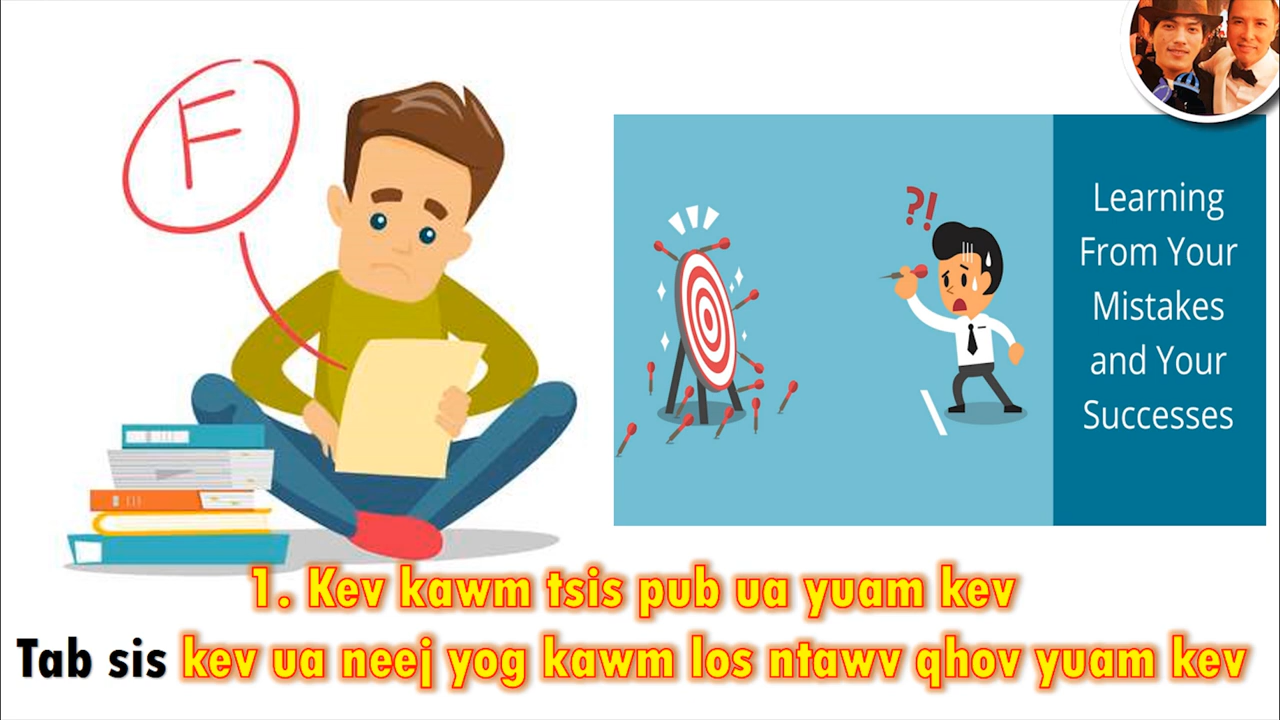 F
?!
Learning
From Your
Mistakes
and Your
Successes
1. Kev kawm tsis pub ua yuam kev
Tab sis kev ua neej yog kawm los ntawv qhov yuam kev